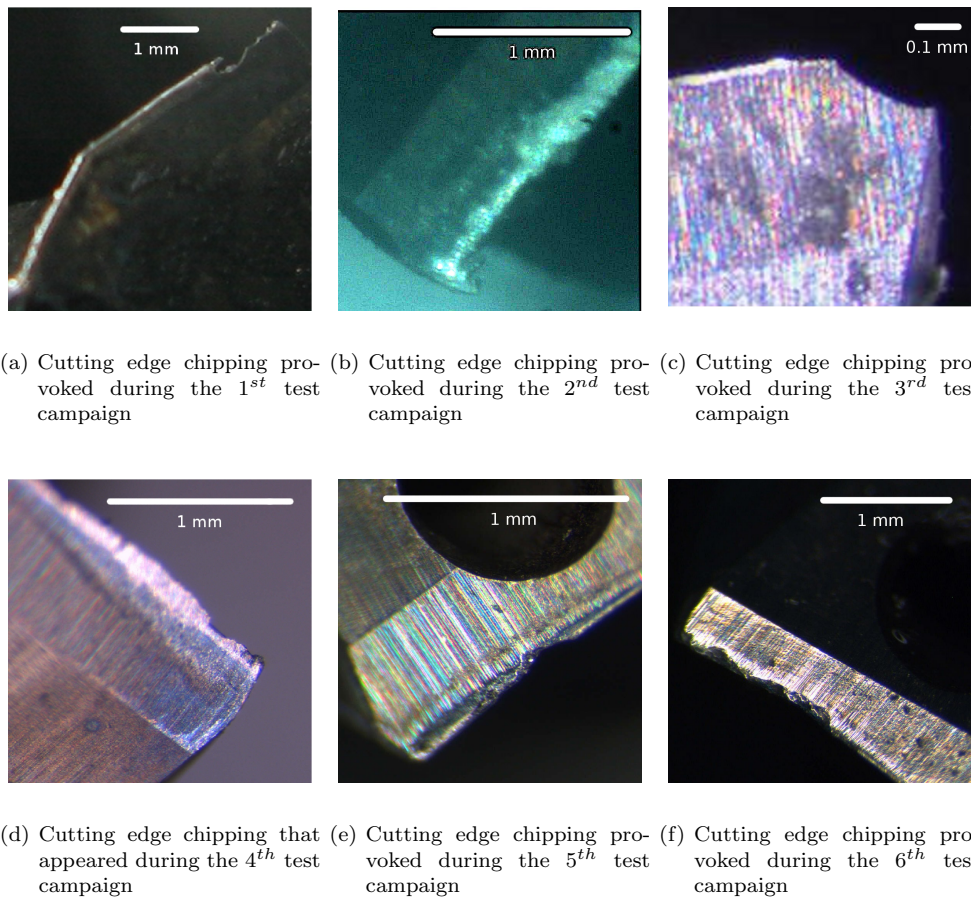 1 mm
1 mm
0.1 mm
(a) Cutting edge chipping pro-
voked during the 1st test
campaign
(b) Cutting edge chipping pro-
voked during the 2nd test
campaign
(c) Cutting edge chipping pro
voked during the 3rd tes
campaign
1 mm
1 mm
1 mm
(d) Cutting edge chipping that
appeared during the 4th test
campaign
(e) Cutting edge chipping pro-
voked during the 5th test
campaign
(f) Cutting edge chipping pro
voked during the 6th tes
campaign